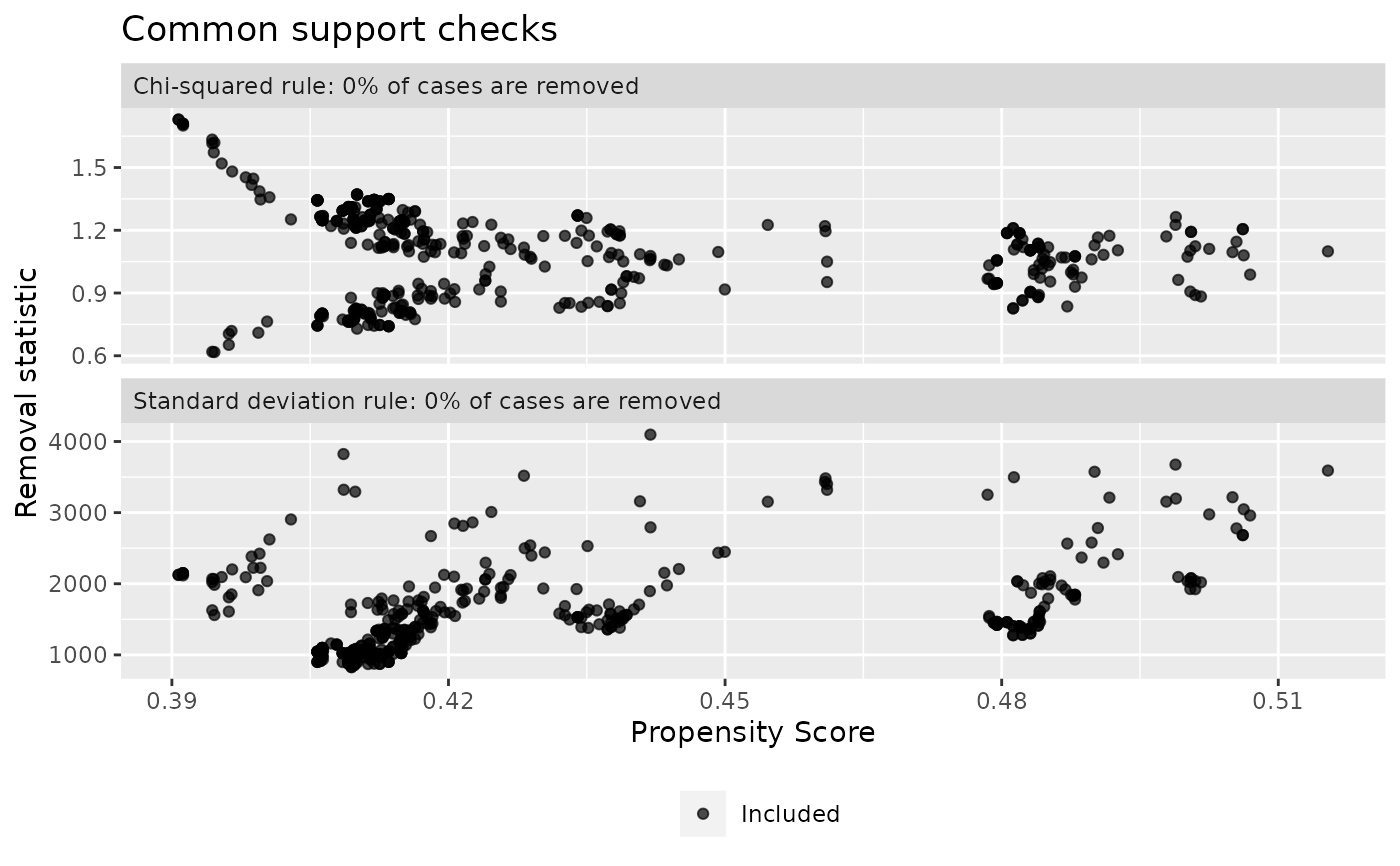 Common support checks
Chi-squared rule: 0% of cases are removed
1.5
1.2
0.9
0.6
Standard deviation rule: 0% of cases are removed
4000
3000
2000
1000
Removal statistic
0.39 0.42 0.45 0.48 0.51
Propensity Score
Included